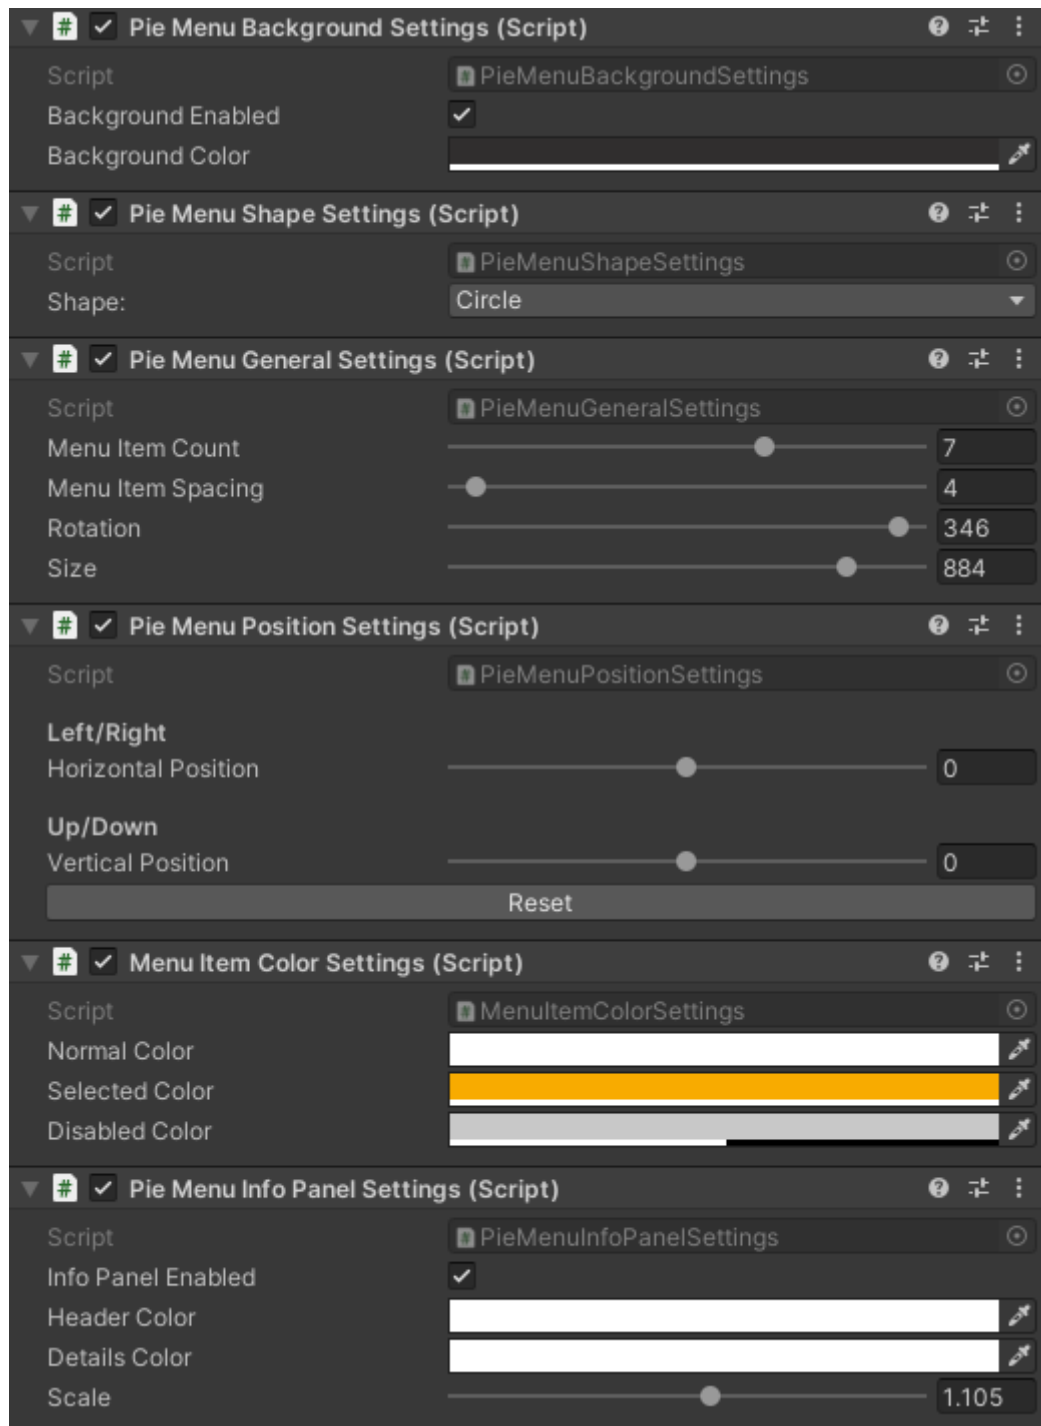 Pie Menu Background Settings (Script)
Script PieMenuBackgroundSettings
Background Enabled
Background Color
Pie Menu Shape Settings (Script)
Script PieMenuShapeSettings
Shape: Circle
Pie Menu General Settings (Script)
Script PieMenuGeneralSettings
Menu Item Count 7
Menu Item Spacing 4
Rotation 346
Size 884
Pie Menu Position Settings (Script)
Script PieMenuPositionSettings
Left/Right
Horizontal Position 0
Up/Down
Vertical Position 0
Reset
Menu Item Color Settings (Script)
Script MenuItemColorSettings
Normal Color
Selected Color
Disabled Color
Pie Menu Info Panel Settings (Script)
Script PieMenuInfoPanelSettings
Info Panel Enabled
Header Color
Details Color
Scale 1.105